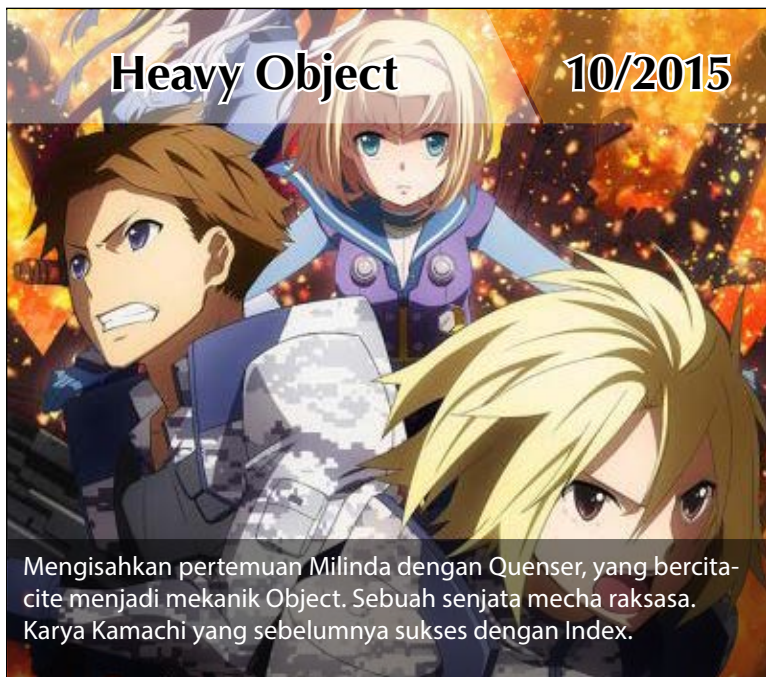 Heavy Object 10/2015
Mengisahkan pertemuan Milinda dengan Quenser, yang bercita-
cite menjadi mekanik Object. Sebuah senjata mecha raksasa.
Karya Kamachi yang sebelumnya sukses dengan Index.